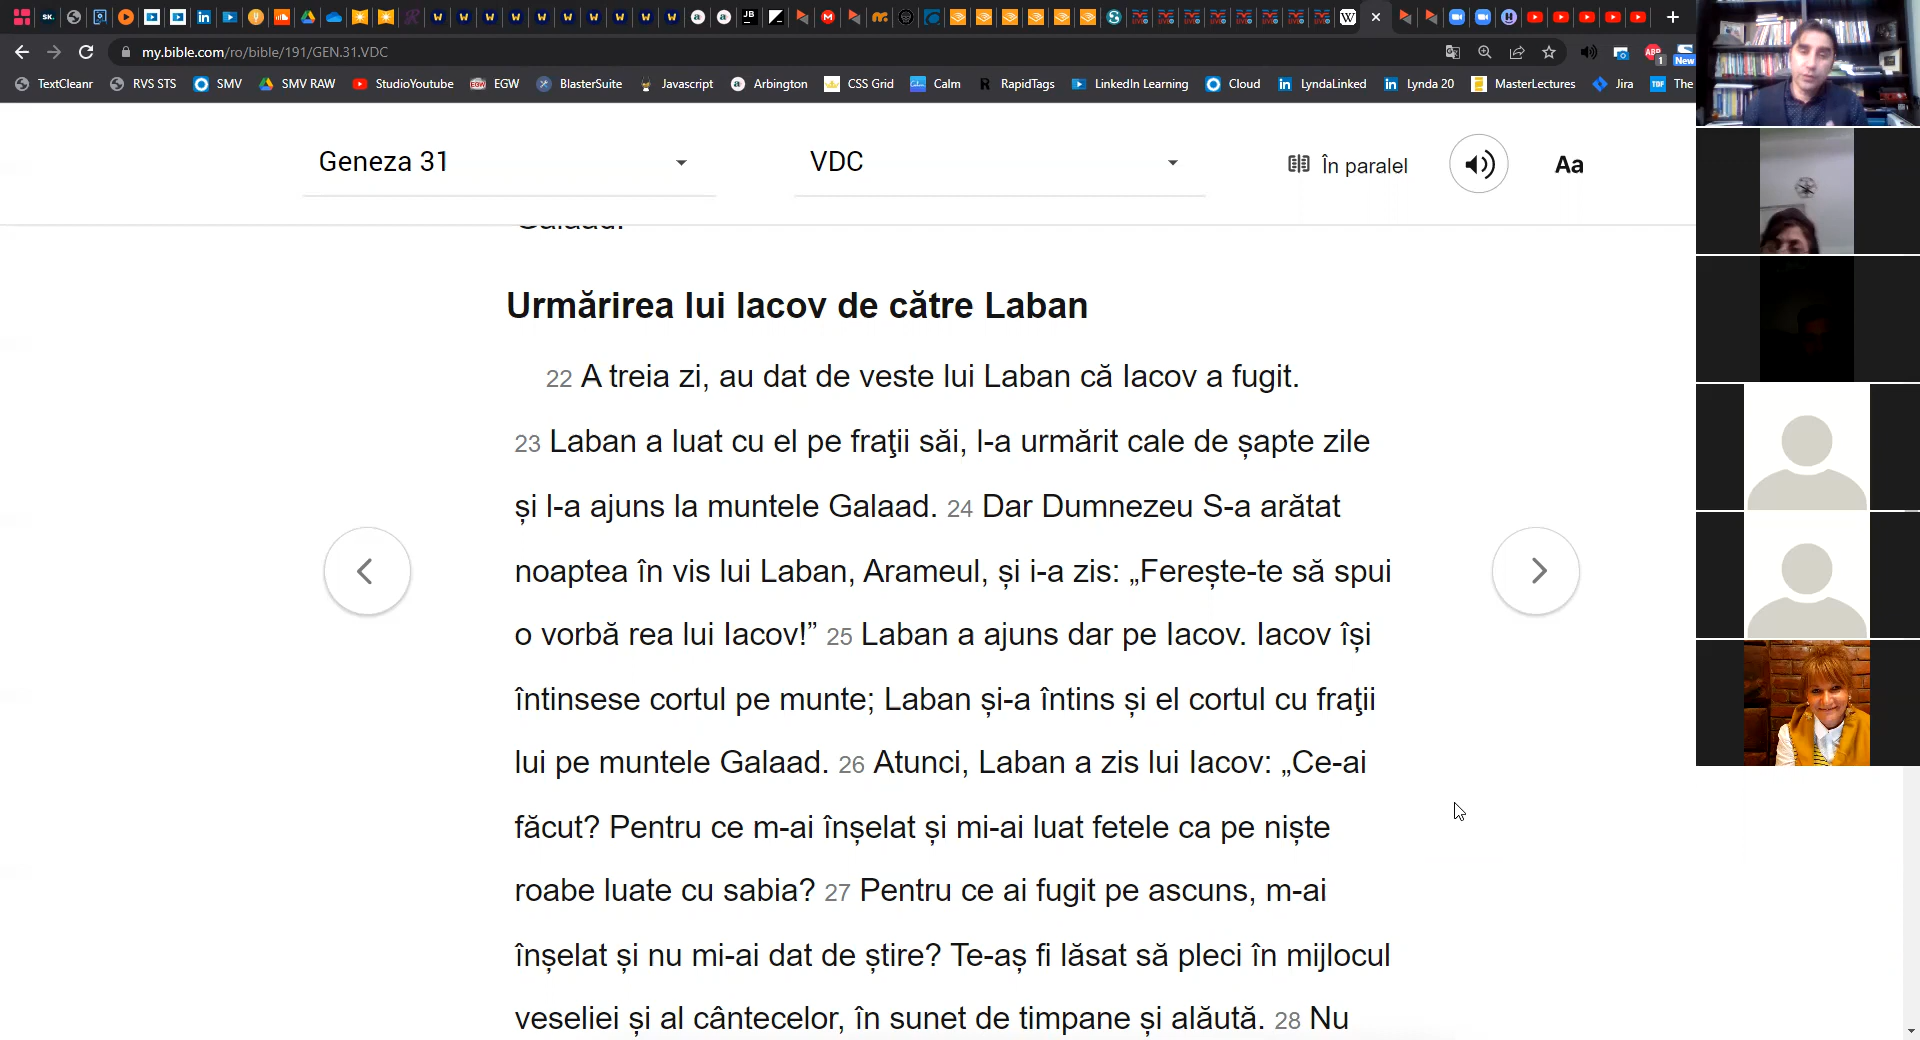 my.bible.com/ro/bible/191/GEN.31.VDC
ABP
1
New
TextCleanr
RVS STS
SMV
SMV RAW
StudioYoutube
EGW
BlasterSuite
Javascript
Arbington
CSS Grid
Calm
RapidTags
LinkedIn Learning
Cloud
LyndaLinked
Lynda 20
MasterLectures
Jira
The
Geneza 31
VDC
În paralel
Aa
Galaad.
Urmărirea lui Iacov de către Laban
22 A treia zi, au dat de veste lui Laban că Iacov a fugit.
23 Laban a luat cu el pe fraţii săi, l-a urmărit cale de șapte zile
și l-a ajuns la muntele Galaad. 24 Dar Dumnezeu S-a arătat
noaptea în vis lui Laban, Arameul, și i-a zis: „Ferește-te să spui
o vorbă rea lui Iacov!” 25 Laban a ajuns dar pe Iacov. Iacov își
întinsese cortul pe munte; Laban și-a întins și el cortul cu fraţii
lui pe muntele Galaad. 26 Atunci, Laban a zis lui Iacov: „Ce-ai
făcut? Pentru ce m-ai înșelat și mi-ai luat fetele ca pe niște
roabe luate cu sabia? 27 Pentru ce ai fugit pe ascuns, m-ai
înșelat și nu mi-ai dat de știre? Te-aș fi lăsat să pleci în mijlocul
veseliei și al cântecelor, în sunet de timpane și alăută. 28 Nu